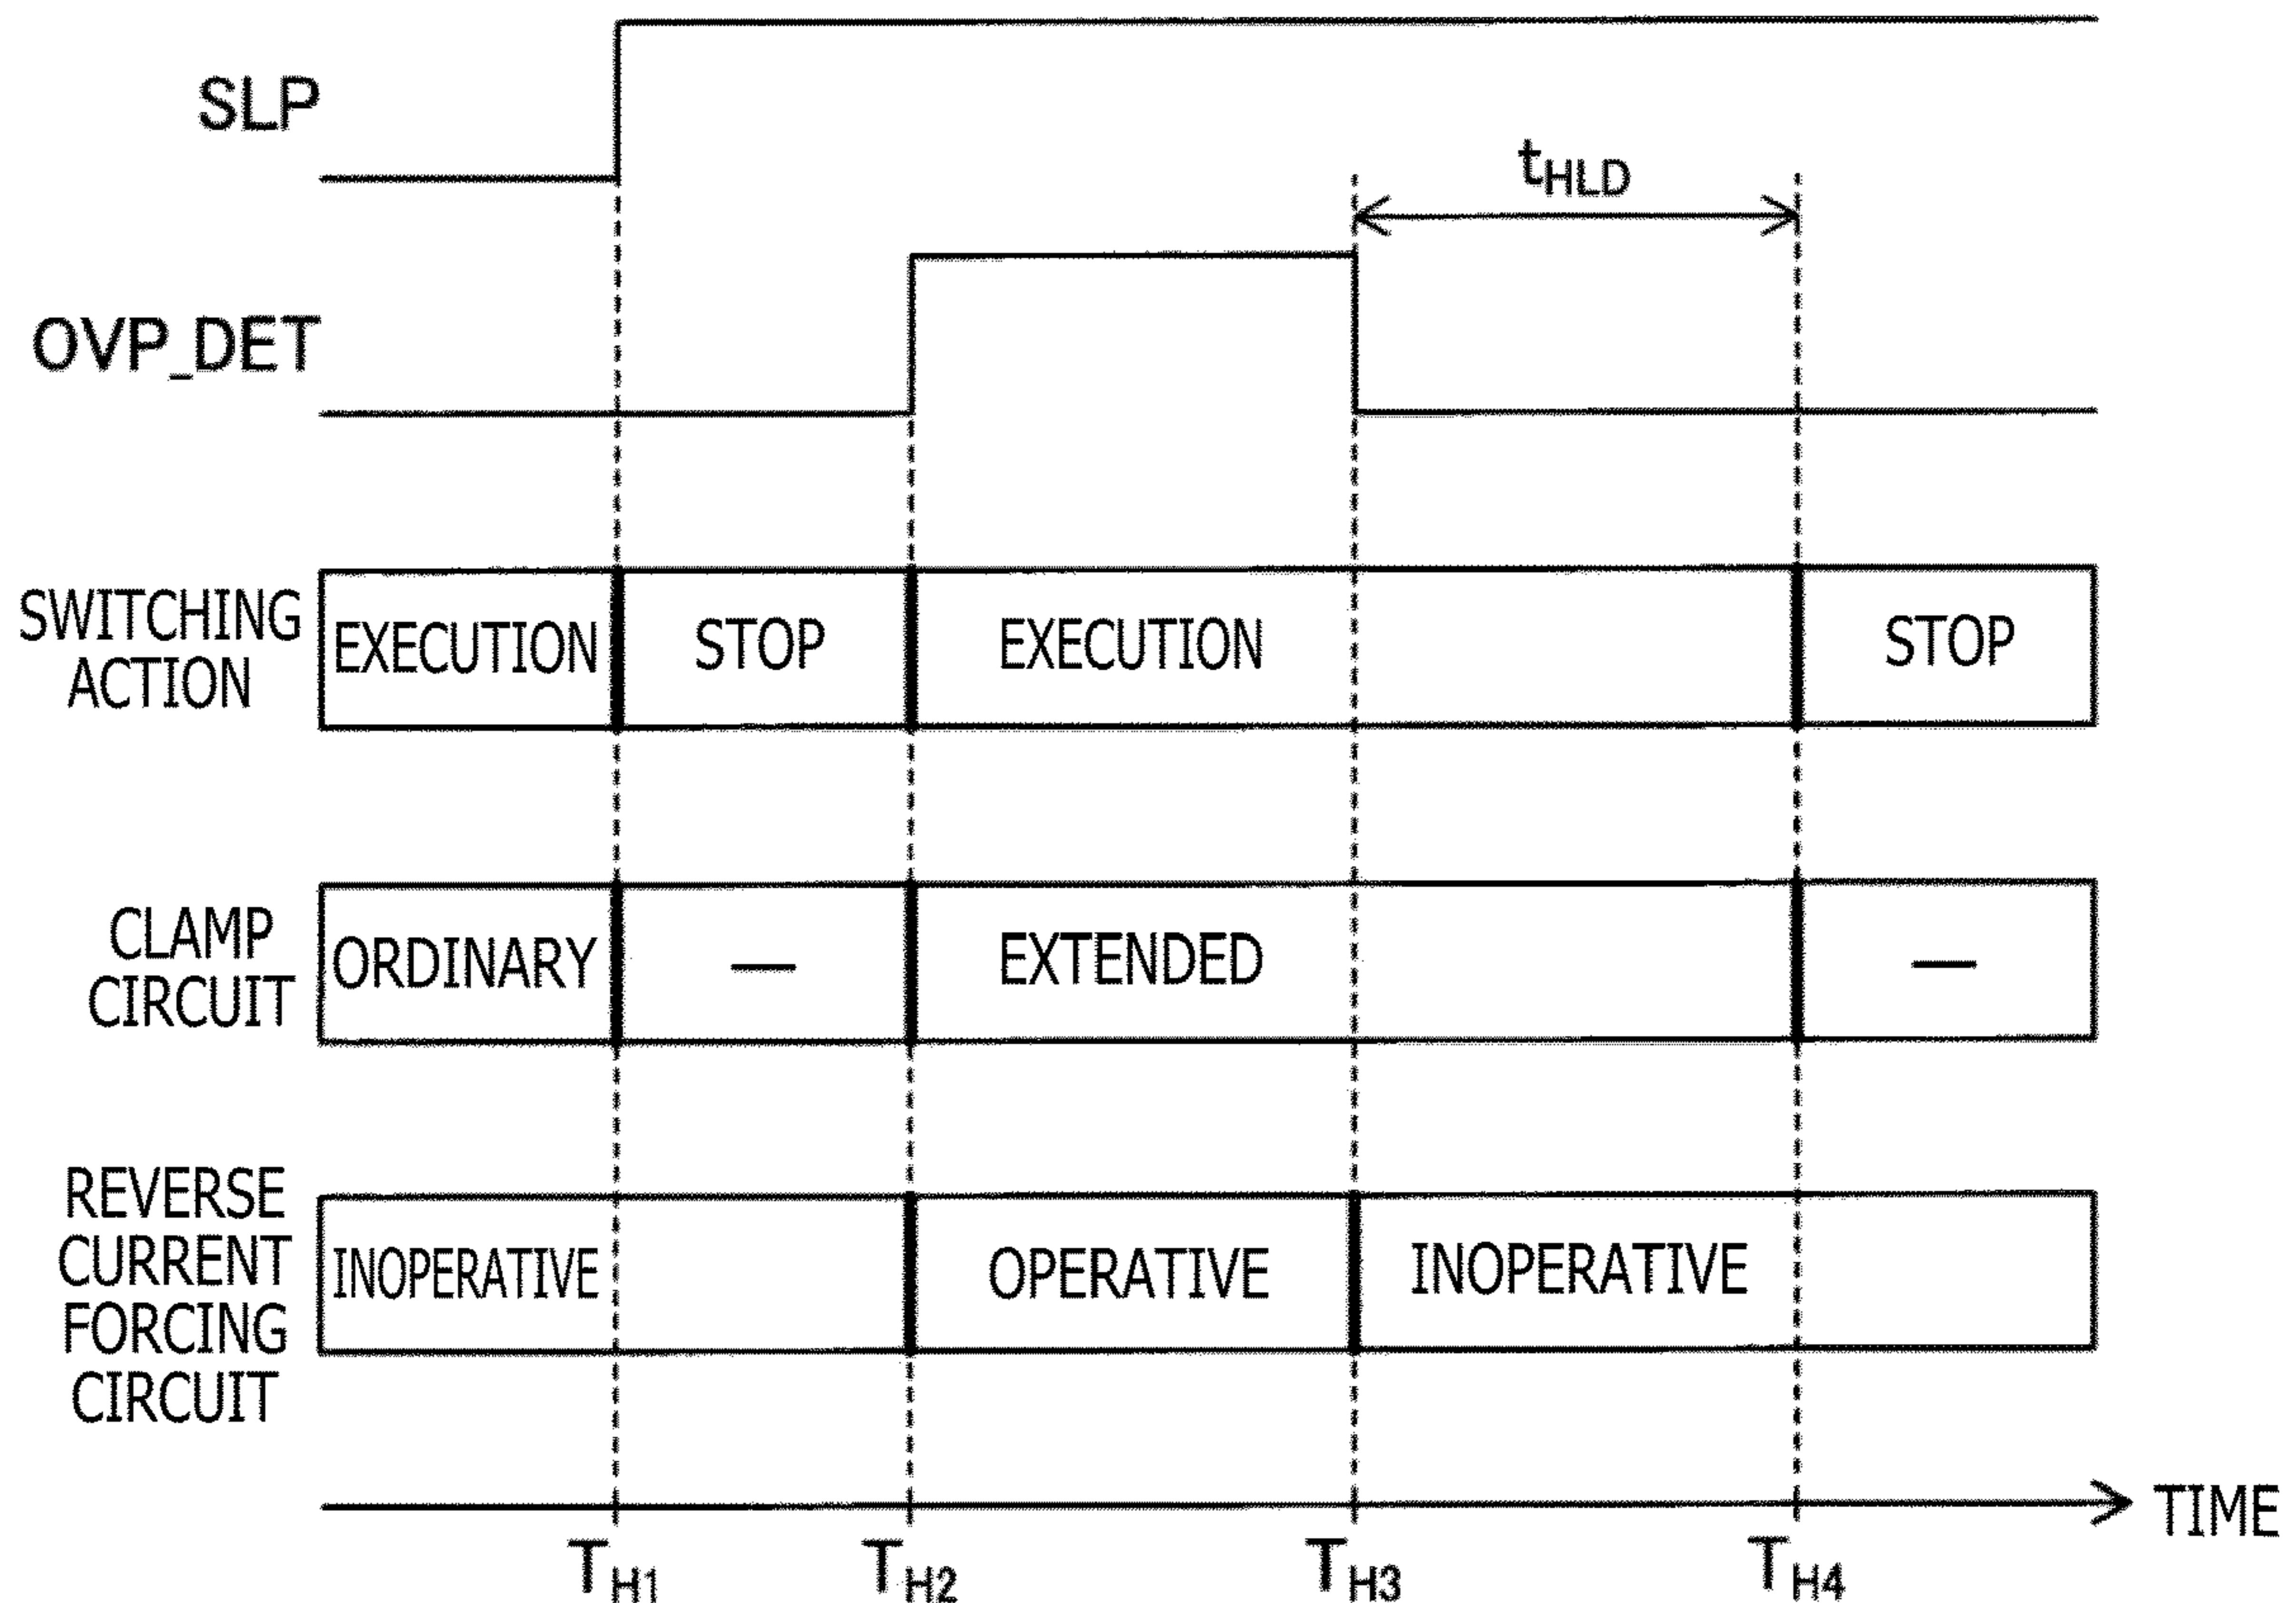 SLP
tHLD
OVP_DET
SWITCHING
ACTION
EXECUTION
STOP
EXECUTION
STOP
CLAMP
CIRCUIT
ORDINARY
—
EXTENDED
—
REVERSE
CURRENT
FORCING
CIRCUIT
INOPERATIVE
OPERATIVE
INOPERATIVE
TIME
TH1
TH2
TH3
TH4